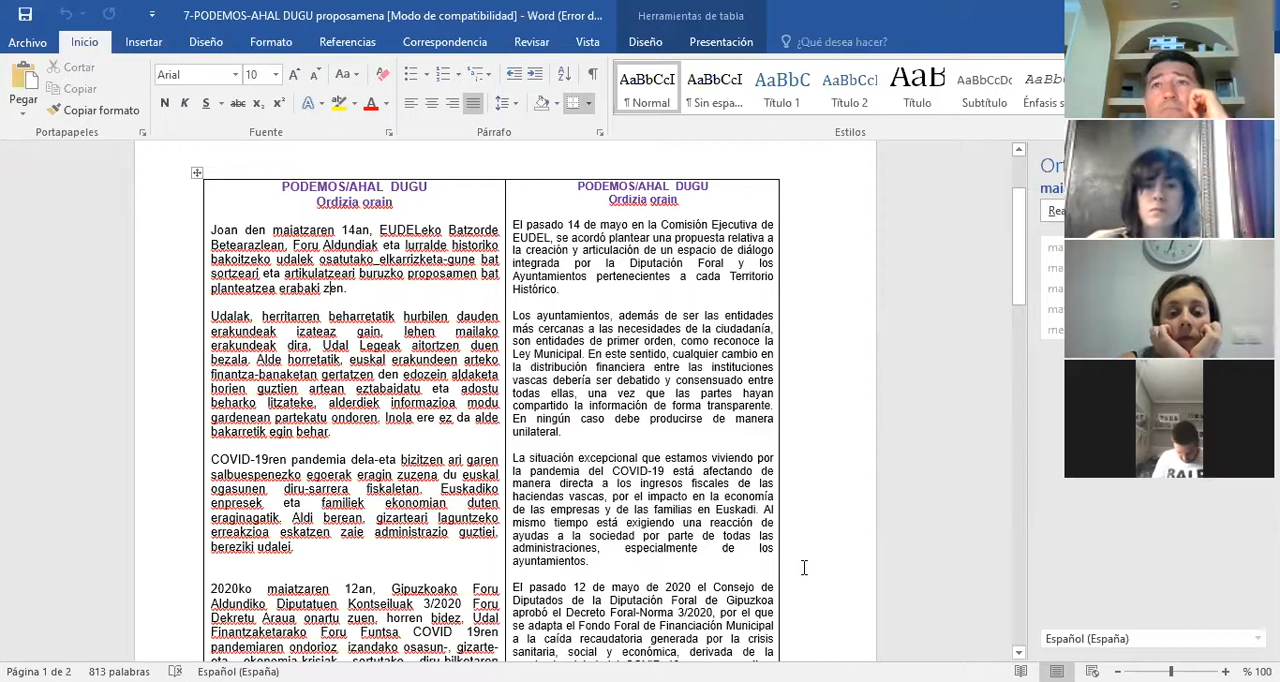 7-PODEMOS-AHAL DUGU proposamena [Modo de compatibilidad] - Word (Error d...
Herramientas de tabla
Archivo
Inicio
Insertar
Diseño
Formato
Referencias
Correspondencia
Revisar
Vista
Diseño
Presentación
¿Qué desea hacer?
Pegar
Cortar
Copiar
Copiar formato
Portapapeles
Arial
10
N K S abc x₂ x²
Fuente
Párrafo
AaBbCcI
¶ Normal
AaBbCcI
¶ Sin espa...
AaBbC
Título 1
AaBbCcI
Título 2
AaB
Título
AaBbCcDc
Subtítulo
AaBbCcD
Énfasis s
Estilos
PODEMOS/AHAL DUGU
Ordizia orain
Joan den maiatzaren 14an, EUDELeko Batzorde
Betearazlean, Foru Aldundiak eta lurralde historiko
bakoitzeko udalek osatutako elkarrizketa-gune bat
sortzeari eta artikulatzeari buruzko proposamen bat
planteatzea erabaki zen.
Udalak, herritarren beharretatik hurbilen dauden
erakundeak izateaz gain, lehen mailako
erakundeak dira, Udal Legeak aitortzen duen
bezala. Alde horretatik, euskal erakundeen arteko
finantza-banaketan gertatzen den edozein aldaketa
horien guztien artean eztabaidatu eta adostu
beharko litzateke, alderdiek informazioa modu
gardenean partekatu ondoren. Inola ere ez da alde
bakarretik egin behar.
COVID-19ren pandemia dela-eta bizitzen ari garen
salbuespenezko egoerak eragin zuzena du euskal
ogasunen diru-sarrera fiskaletan, Euskadiko
enpresek eta familiek ekonomian duten
eraginagatik. Aldi berean, gizarteari laguntzeko
erreakzioa eskatzen zaie administrazio guztiei,
bereziki udalei.
2020ko maiatzaren 12an, Gipuzkoako Foru
Aldundiko Diputatuen Kontseiluak 3/2020 Foru
Dekretu Araua onartu zuen, horren bidez, Udal
Finantzaketarako Foru Funtsa COVID 19ren
pandemiaren ondorioz izandako osasun-, gizarte-
eta ekonomia-krisiak sortutako diru-bilketaren
PODEMOS/AHAL DUGU
Ordizia orain
El pasado 14 de mayo en la Comisión Ejecutiva de
EUDEL, se acordó plantear una propuesta relativa a
la creación y articulación de un espacio de diálogo
integrada por la Diputación Foral y los
Ayuntamientos pertenecientes a cada Territorio
Histórico.
Los ayuntamientos, además de ser las entidades
más cercanas a las necesidades de la ciudadanía,
son entidades de primer orden, como reconoce la
Ley Municipal. En este sentido, cualquier cambio en
la distribución financiera entre las instituciones
vascas debería ser debatido y consensuado entre
todas ellas, una vez que las partes hayan
compartido la información de forma transparente.
En ningún caso debe producirse de manera
unilateral.
La situación excepcional que estamos viviendo por
la pandemia del COVID-19 está afectando de
manera directa a los ingresos fiscales de las
haciendas vascas, por el impacto en la economía
de las empresas y de las familias en Euskadi. Al
mismo tiempo está exigiendo una reacción de
ayudas a la sociedad por parte de todas las
administraciones, especialmente de los
ayuntamientos.
El pasado 12 de mayo de 2020 el Consejo de
Diputados de la Diputación Foral de Gipuzkoa
aprobó el Decreto Foral-Norma 3/2020, por el que
se adapta el Fondo Foral de Financiación Municipal
a la caída recaudatoria generada por la crisis
sanitaria, social y económica, derivada de la
Ort
mai
Rea
ma
ma
ma
me
Español (España)
Página 1 de 2
813 palabras
Español (España)
% 100